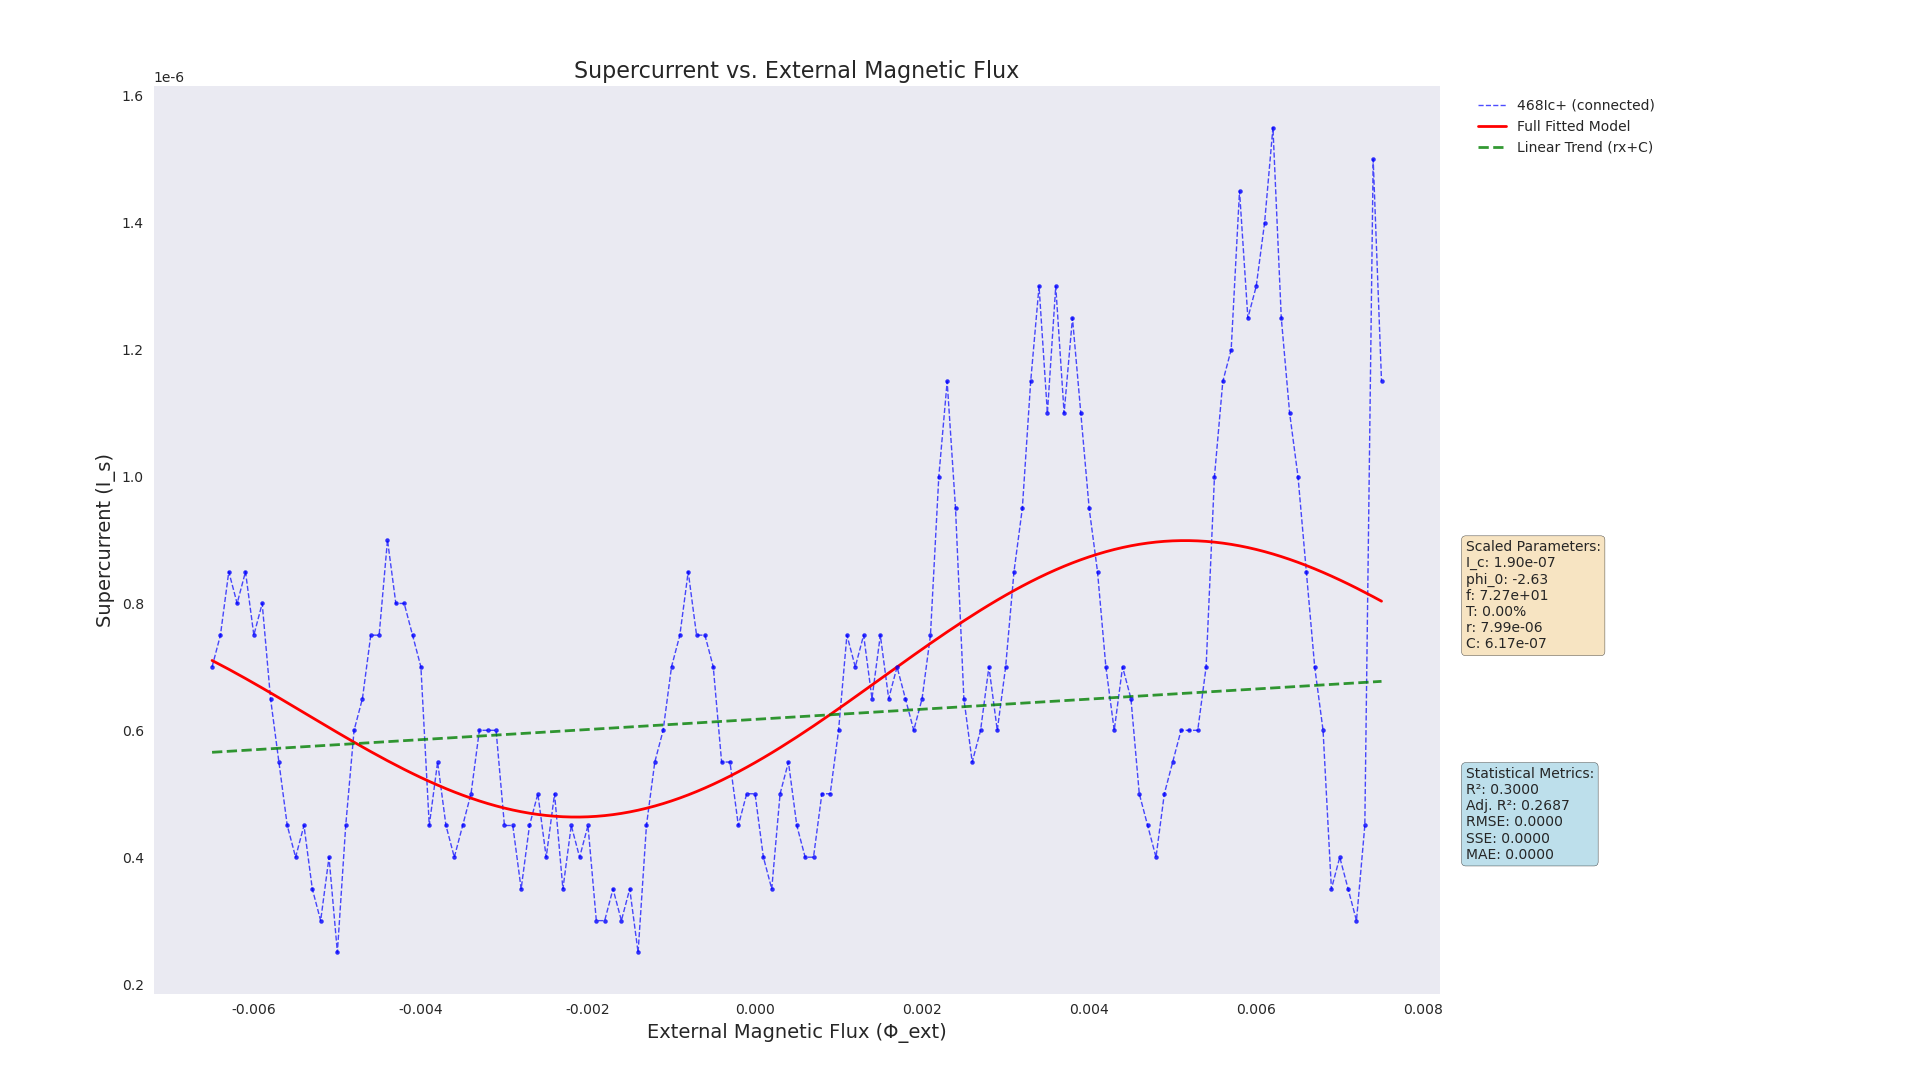 Supercurrent vs. External Magnetic Flux
1e-6
1.6
1.4
1.2
1.0
0.8
0.6
0.4
0.2
Supercurrent (I_s)
-0.006
-0.004
-0.002
0.000
0.002
0.004
0.006
0.008
External Magnetic Flux (Φ_ext)
468Ic+ (connected)
Full Fitted Model
Linear Trend (rx+C)
Scaled Parameters:
I_c: 1.90e-07
phi_0: -2.63
f: 7.27e+01
T: 0.00%
r: 7.99e-06
C: 6.17e-07
Statistical Metrics:
R²: 0.3000
Adj. R²: 0.2687
RMSE: 0.0000
SSE: 0.0000
MAE: 0.0000